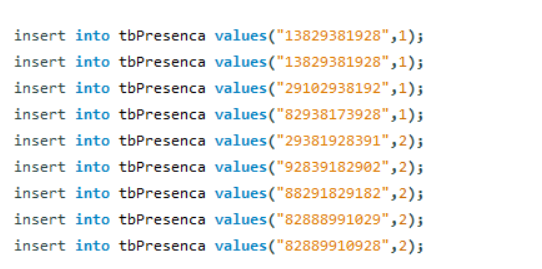 insert into tbPresenca values("13829381928",1);
insert into tbPresenca values("13829381928",1);
insert into tbPresenca values("29102938192",1);
insert into tbPresenca values("82938173928",1);
insert into tbPresenca values("29381928391",2);
insert into tbPresenca values("92839182902",2);
insert into tbPresenca values("88291829182",2);
insert into tbPresenca values("82888991029",2);
insert into tbPresenca values("82889910928",2);